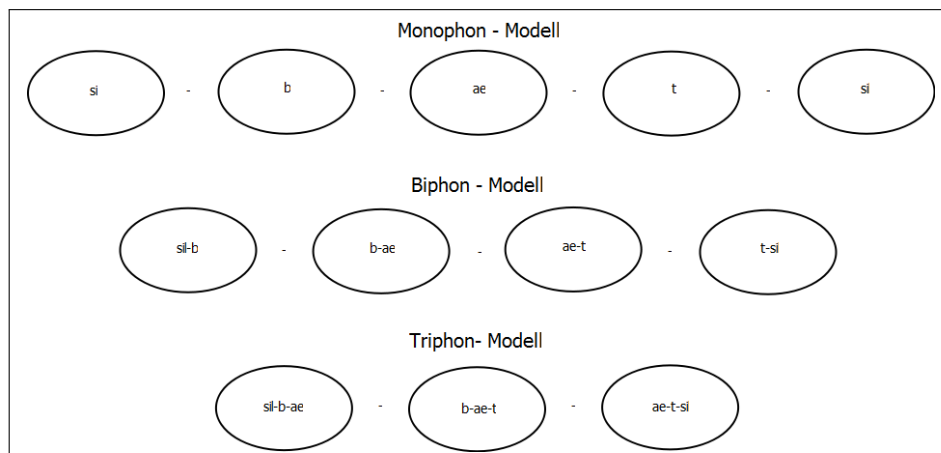 Monophon - Modell
si - b - ae - t - si
Biphon - Modell
sil-b - b-ae - ae-t - t-si
Triphon- Modell
sil-b-ae - b-ae-t - ae-t-si